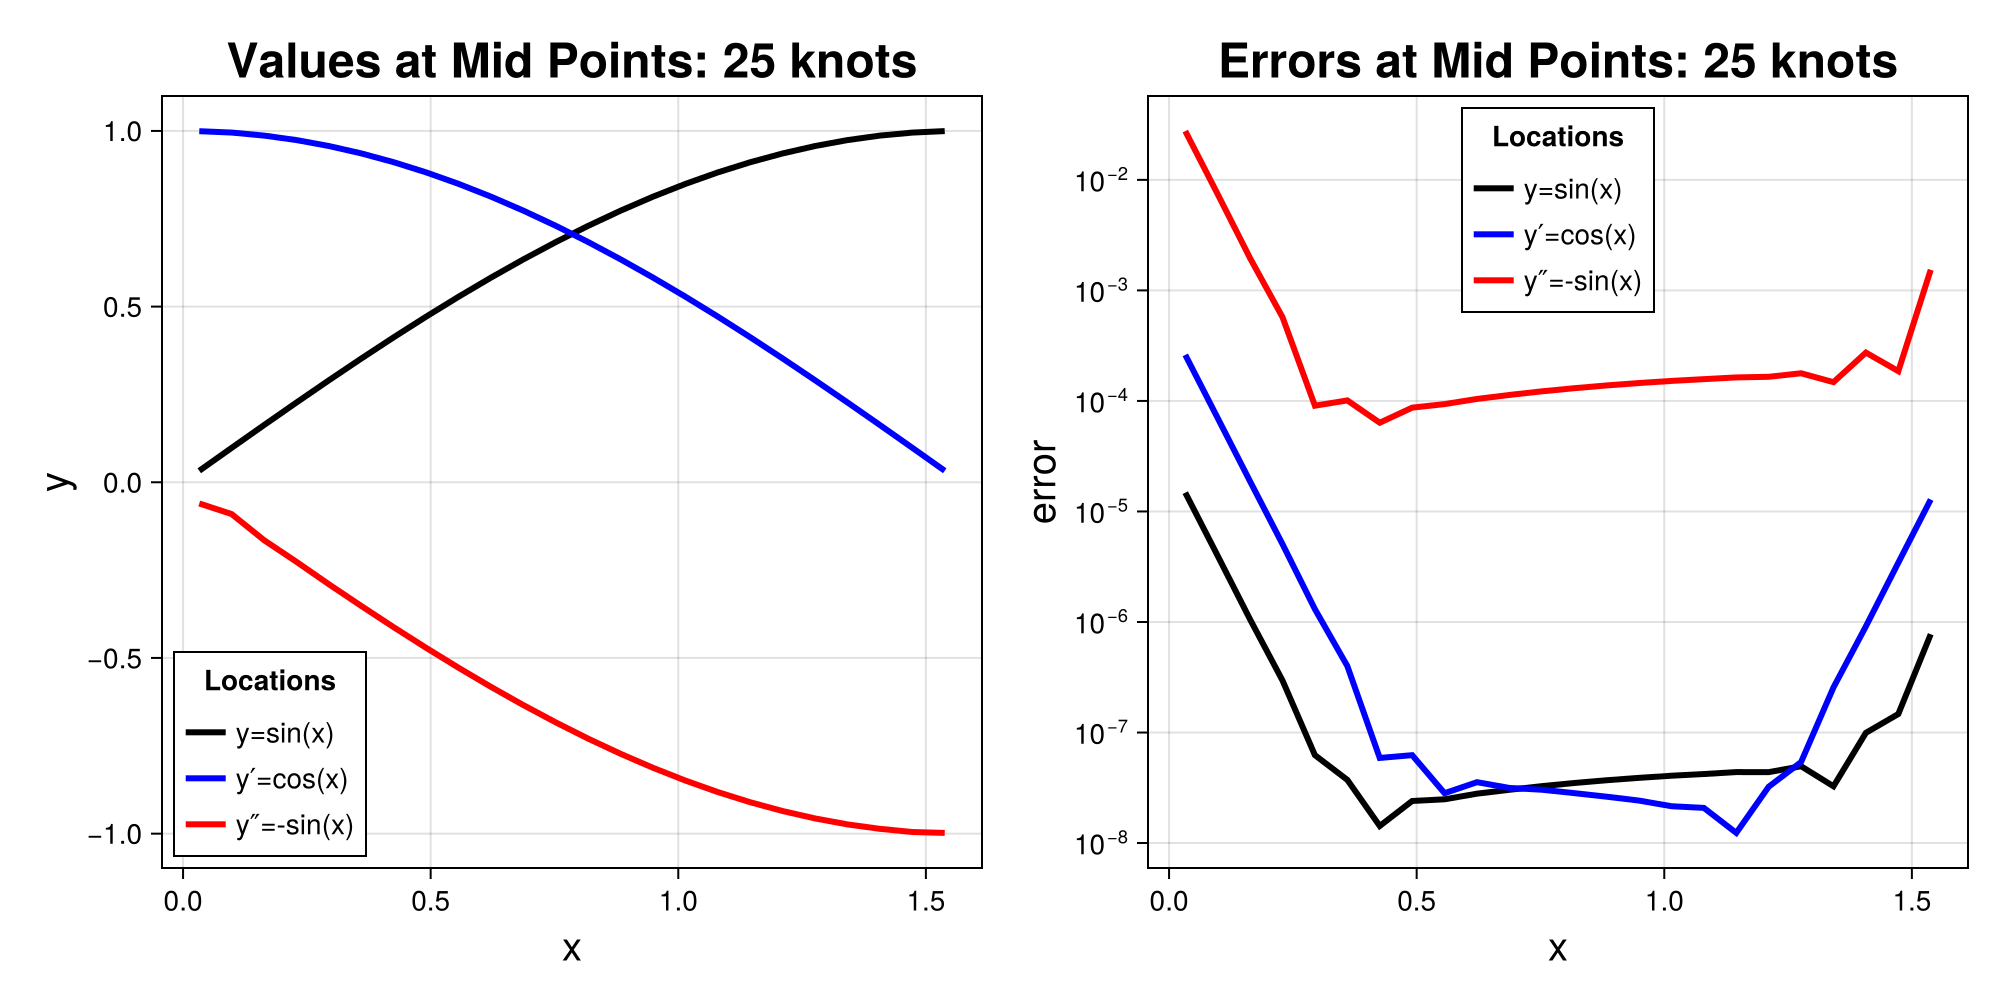 Values at Mid Points: 25 knots
y
1.0
0.5
0.0
−0.5
−1.0
Locations
y=sin(x)
y′=cos(x)
y″=-sin(x)
0.0 0.5 1.0 1.5
x
Errors at Mid Points: 25 knots
error
10⁻²
10⁻³
10⁻⁴
10⁻⁵
10⁻⁶
10⁻⁷
10⁻⁸
Locations
y=sin(x)
y′=cos(x)
y″=-sin(x)
0.0 0.5 1.0 1.5
x